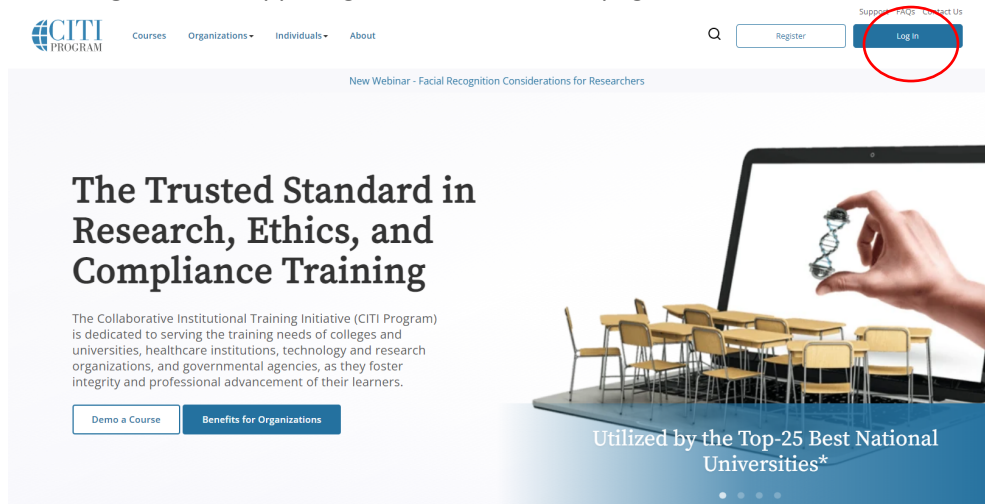 Support FAQs Contact Us
CITI PROGRAM
Courses Organizations Individuals About Register Log In
New Webinar - Facial Recognition Considerations for Researchers
The Trusted Standard in
Research, Ethics, and
Compliance Training
The Collaborative Institutional Training Initiative (CITI Program)
is dedicated to serving the training needs of colleges and
universities, healthcare institutions, technology and research
organizations, and governmental agencies, as they foster
integrity and professional advancement of their learners.
Demo a Course Benefits for Organizations
Utilized by the Top-25 Best National
Universities*